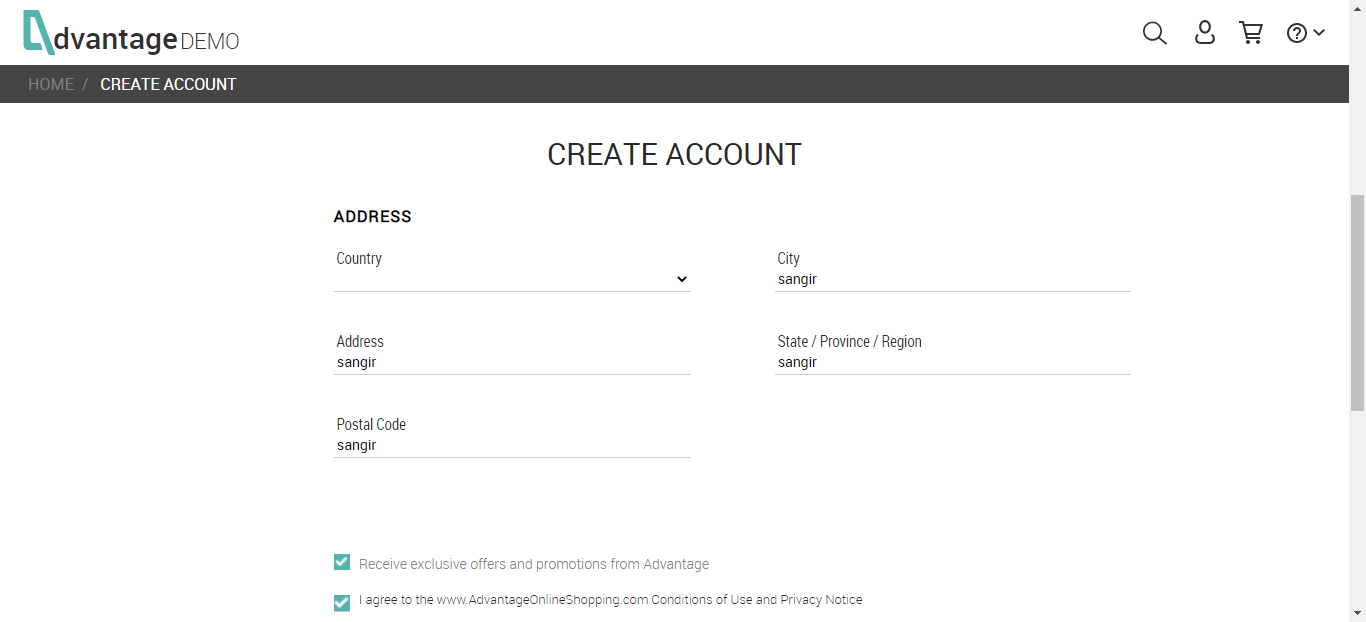 dvantage DEMO
HOME / CREATE ACCOUNT
CREATE ACCOUNT
ADDRESS
Country
City
sangir
Address
sangir
State / Province / Region
sangir
Postal Code
sangir
Receive exclusive offers and promotions from Advantage
I agree to the www.AdvantageOnlineShopping.com Conditions of Use and Privacy Notice